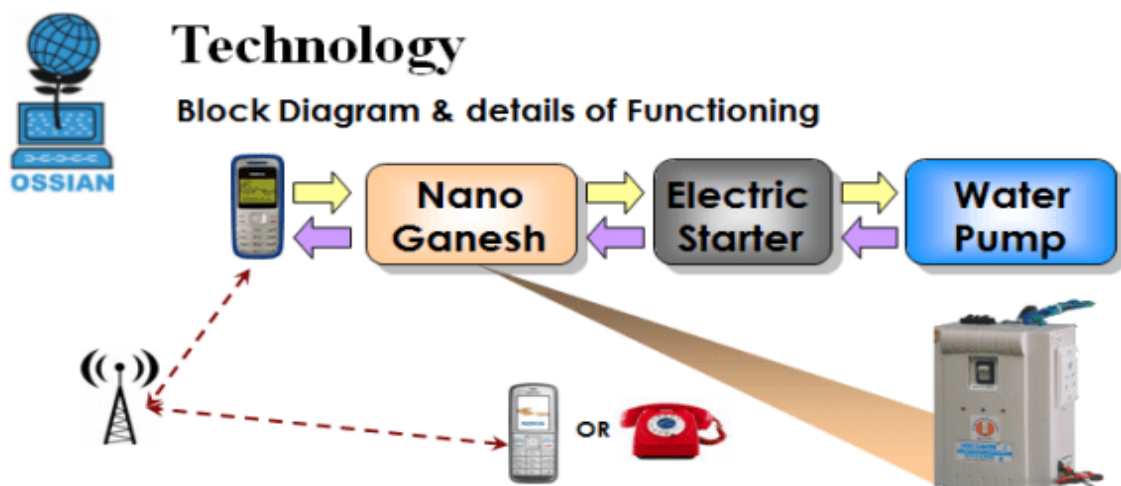 Technology
Block Diagram & details of Functioning
OSSIAN
Nano
Ganesh
Electric
Starter
Water
Pump
OR